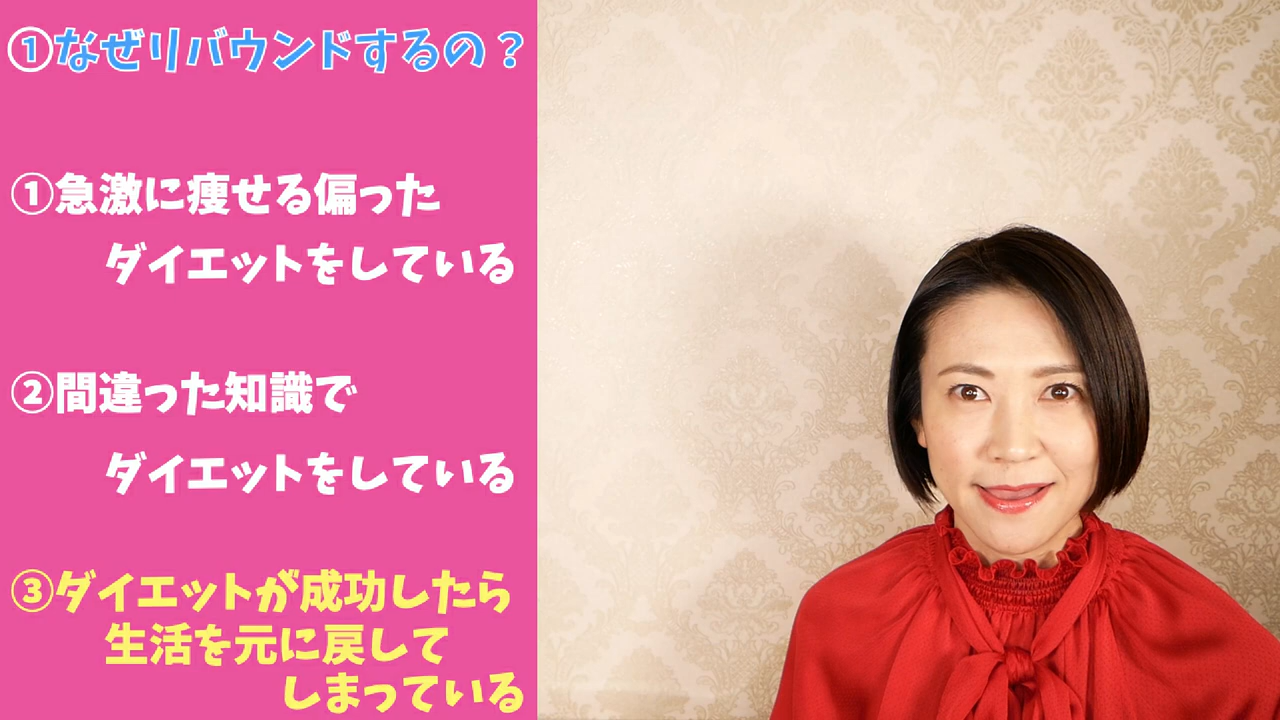 ①なぜリバウンドするの？
①急激に痩せる偏った
ダイエットをしている
②間違った知識で
ダイエットをしている
③ダイエットが成功したら
生活を元に戻して
しまっている